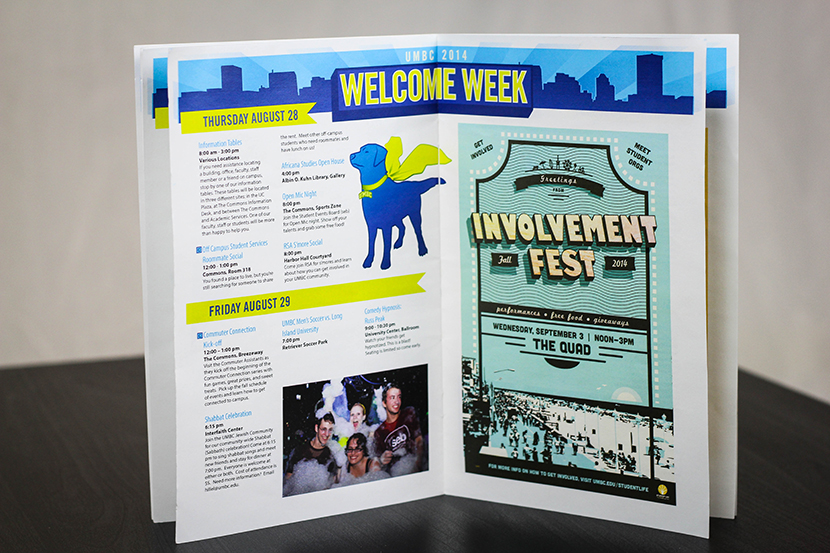 UMBC 2014
WELCOME WEEK
THURSDAY AUGUST 28
Information Tables
8:00 am - 3:00 pm
Various Locations
If you need assistance locating
a building, office, faculty, staff
member or a friend on campus,
stop by one of our information
tables. These tables will be located
in three different sites; in the UC
Plaza, at The Commons Information
Desk, and between The Commons
and Academic Services. One of our
faculty, staff or students will be more
than happy to help you.
Off Campus Student Services
Roommate Social
12:00 - 1:00 pm
Commons, Room 318
You found a place to live, but you're
still searching for someone to share
the rent. Meet other off-campus
students who need roommates and
have lunch on us!
Africana Studies Open House
4:00 pm
Albin O. Kuhn Library, Gallery
Open Mic Night
8:00 pm
The Commons, Sports Zone
Join the Student Events Board (seb) for
Open Mic night. Show off your
talents and grab some free food!
RSA S'more Social
8:00 pm
Harbor Hall Courtyard
Come join RSA for s'mores and learn
about how you can get involved in
your UMBC community.
FRIDAY AUGUST 29
Commuter Connection
Kick-off
12:00 - 1:00 pm
The Commons, Breezeway
Visit the Commuter Assistants as
they kick off the beginning of the
Commuter Connection series with
fun games, great prizes, and sweet
treats. Pick up the fall schedule
of events and learn how to get
connected to campus.
Shabbat Celebration
6:15 pm
Interfaith Center
Join the UMBC Jewish Community
for our community wide Shabbat
(Sabbath) celebration! Come at 6:15
pm to sing shabbat songs and meet
new friends and stay for dinner at
7:00 pm. Everyone is welcome at
either or both. Cost of attendance is
$5. Need more information? Email
hillel@umbc.edu.
UMBC Men's Soccer vs. Long
Island University
7:00 pm
Retriever Soccer Park
Comedy Hypnosis
Russ Peak
9:00 - 10:30 pm
University Center, Ballroom
Watch your friends get
hypnotized. This is a blast!
Seating is limited so come early.
GET
INVOLVED
MEET
STUDENT
ORGS
Greetings
FROM
INVOLVEMENT
FEST
Fall 2014
performances • free food • giveaways
WEDNESDAY, SEPTEMBER 3 | NOON-3PM
THE QUAD
FOR MORE INFO ON HOW TO GET INVOLVED, VISIT UMBC.EDU/STUDENTLIFE